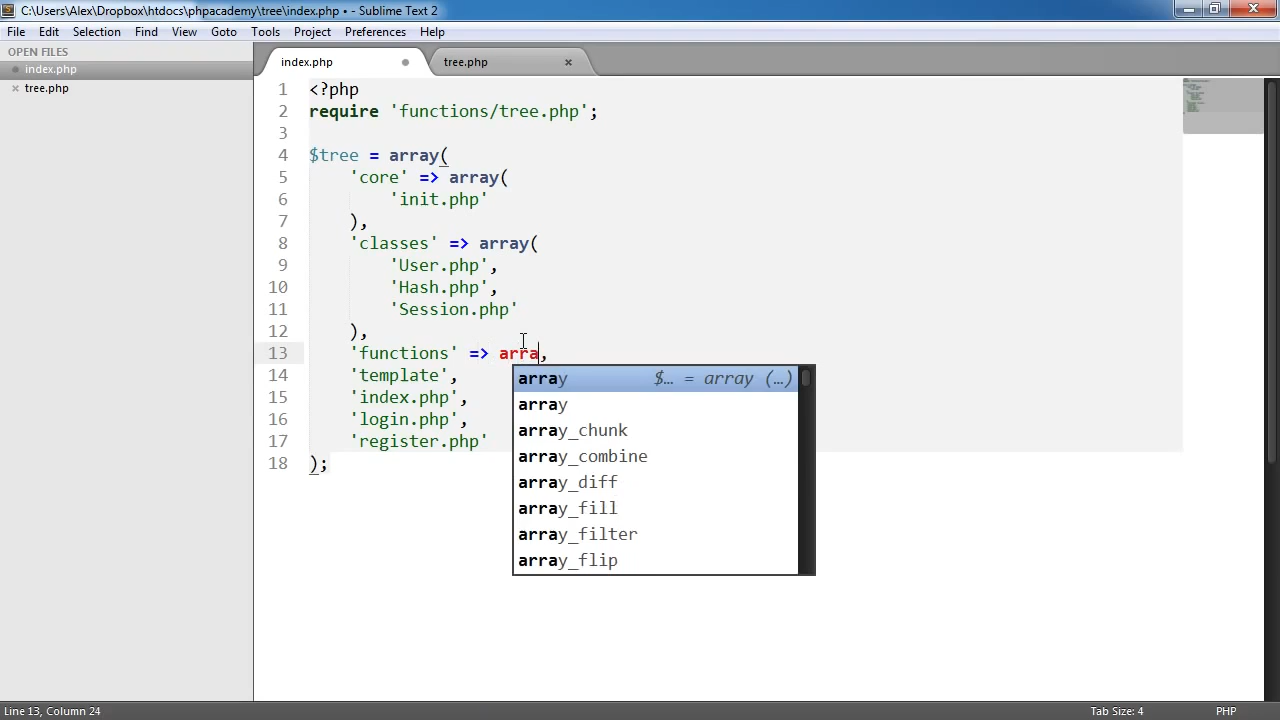 C:\Users\Alex\Dropbox\htdocs\phpacademy\tree\index.php • - Sublime Text 2
File Edit Selection Find View Goto Tools Project Preferences Help
OPEN FILES
index.php
tree.php
index.php
tree.php
1 <?php
2 require 'functions/tree.php';
3
4 $tree = array(
5 'core' => array(
6 'init.php'
7 ),
8 'classes' => array(
9 'User.php',
10 'Hash.php',
11 'Session.php'
12 ),
13 'functions' => arra,
14 'template',
15 'index.php',
16 'login.php',
17 'register.php'
18 );
array $… = array (…)
array
array_chunk
array_combine
array_diff
array_fill
array_filter
array_flip
Line 13, Column 24
Tab Size: 4
PHP